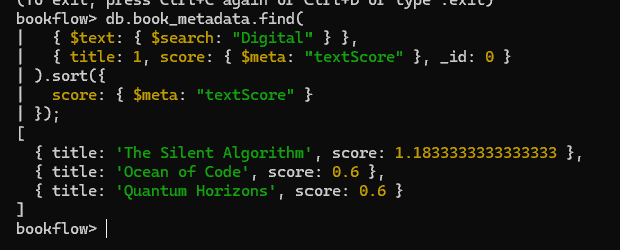 (To exit, press Ctrl+C again or Ctrl+D or type .exit)
bookflow> db.book_metadata.find(
|   { $text: { $search: "Digital" } },
|   { title: 1, score: { $meta: "textScore" }, _id: 0 }
| ).sort({
|   score: { $meta: "textScore" }
| });
[
  { title: 'The Silent Algorithm', score: 1.1833333333333333 },
  { title: 'Ocean of Code', score: 0.6 },
  { title: 'Quantum Horizons', score: 0.6 }
]
bookflow>